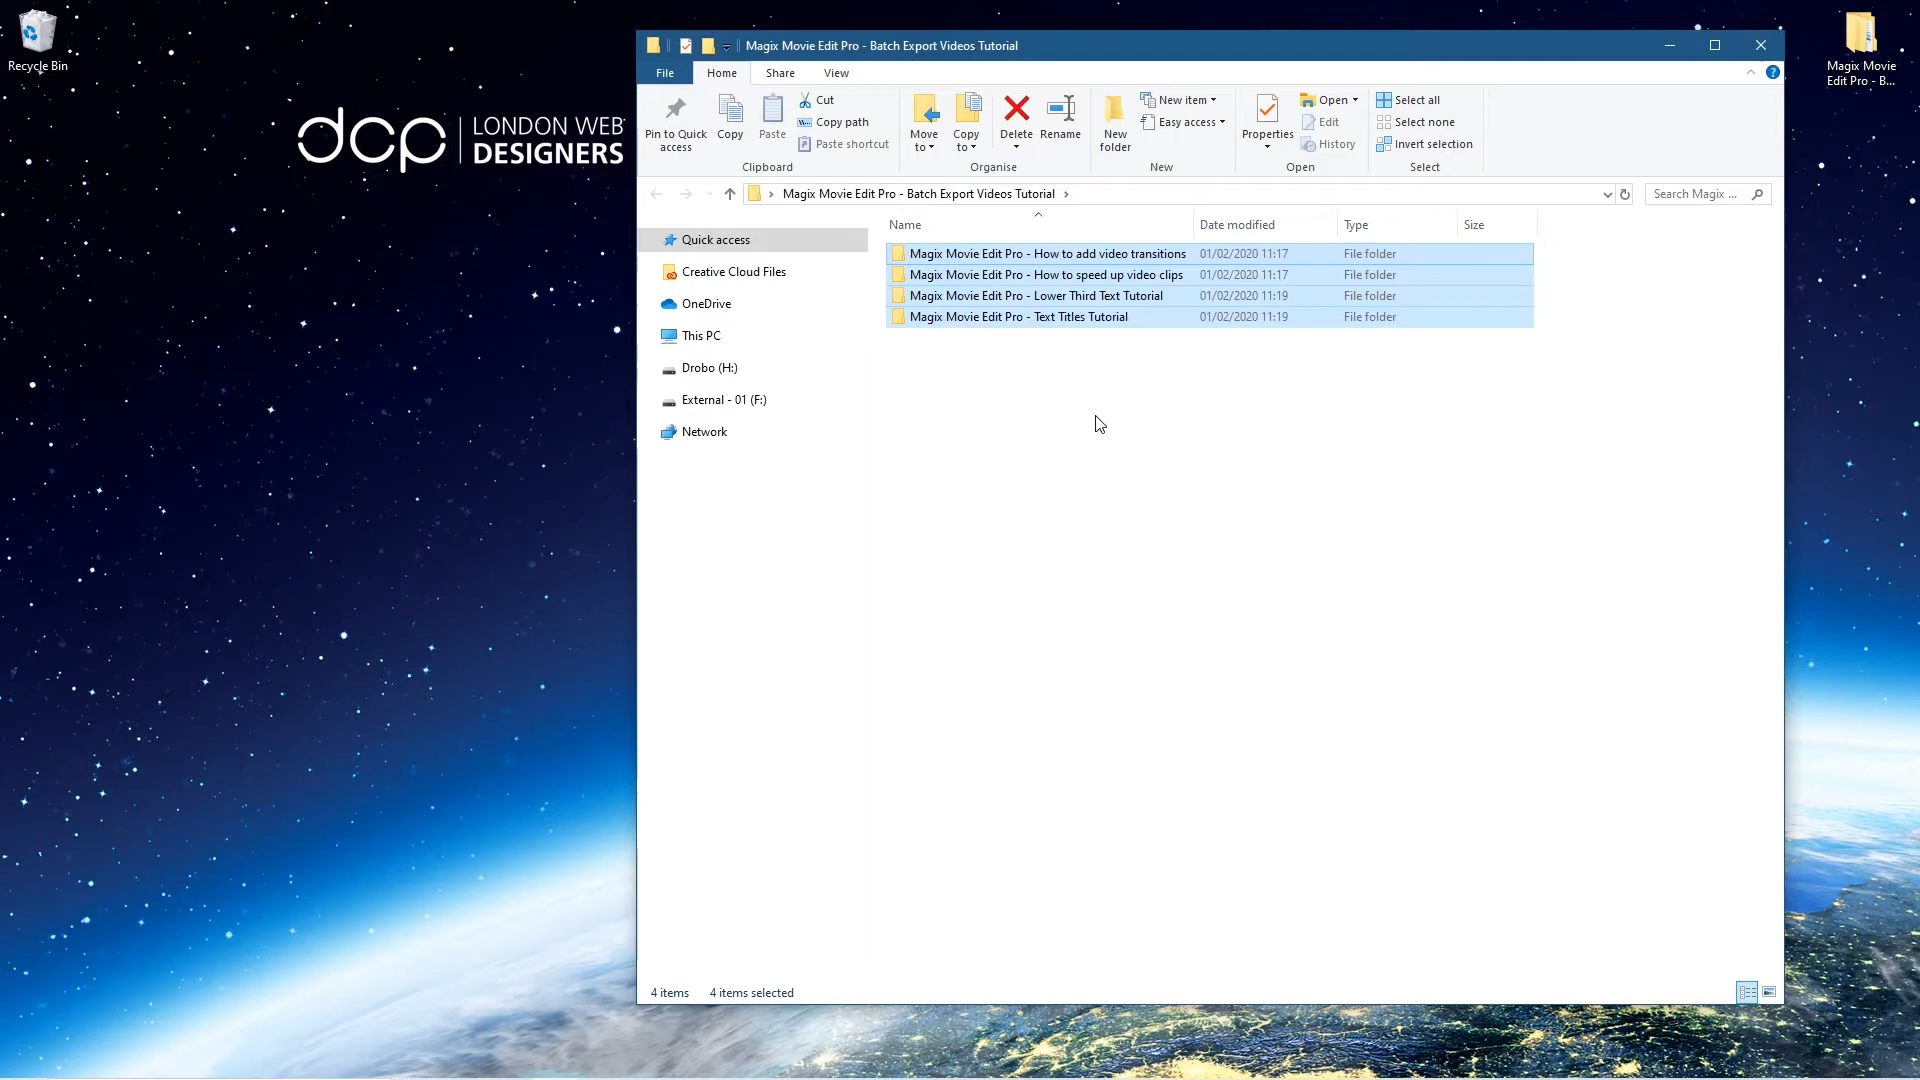 Recycle Bin
dcp LONDON WEB
DESIGNERS
Magix Movie
Edit Pro - B...
Magix Movie Edit Pro - Batch Export Videos Tutorial
File Home Share View
Pin to Quick
access
Copy
Paste
Cut
Copy path
Paste shortcut
Clipboard
Move
to
Copy
to
Delete
Rename
Organise
New
folder
New item
Easy access
New
Properties
Open
Edit
History
Open
Select all
Select none
Invert selection
Select
Magix Movie Edit Pro - Batch Export Videos Tutorial
Search Magix ...
Quick access
Creative Cloud Files
OneDrive
This PC
Drobo (H:)
External - 01 (F:)
Network
Name Date modified Type Size
Magix Movie Edit Pro - How to add video transitions 01/02/2020 11:17 File folder
Magix Movie Edit Pro - How to speed up video clips 01/02/2020 11:17 File folder
Magix Movie Edit Pro - Lower Third Text Tutorial 01/02/2020 11:19 File folder
Magix Movie Edit Pro - Text Titles Tutorial 01/02/2020 11:19 File folder
4 items 4 items selected